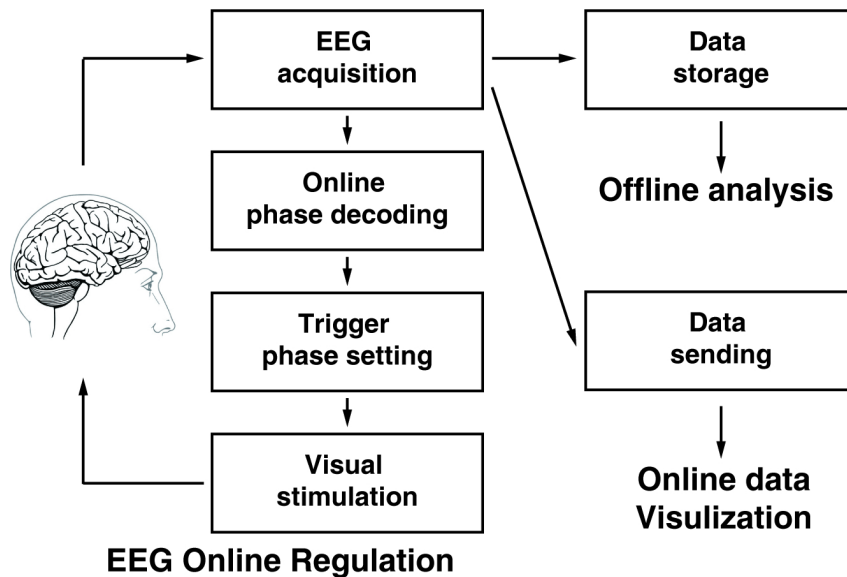 EEG
acquisition
Data
storage
Online
phase decoding
Offline analysis
Trigger
phase setting
Data
sending
Visual
stimulation
Online data
Visulization
EEG Online Regulation